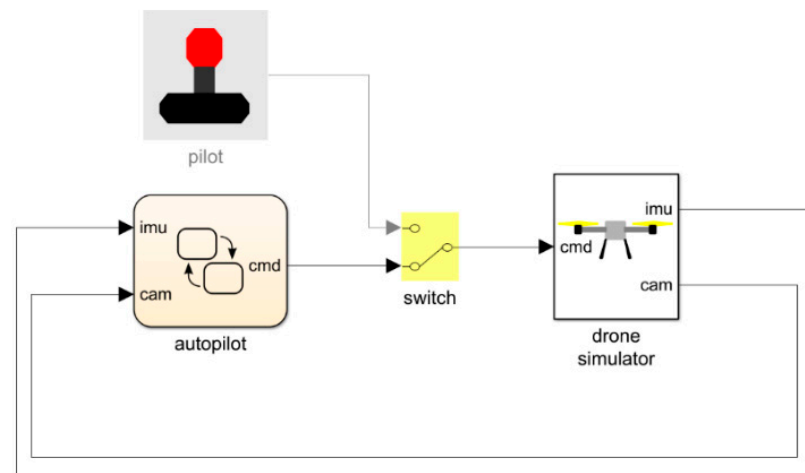 pilot
imu
cam
cmd
autopilot
switch
cmd
imu
cam
drone
simulator